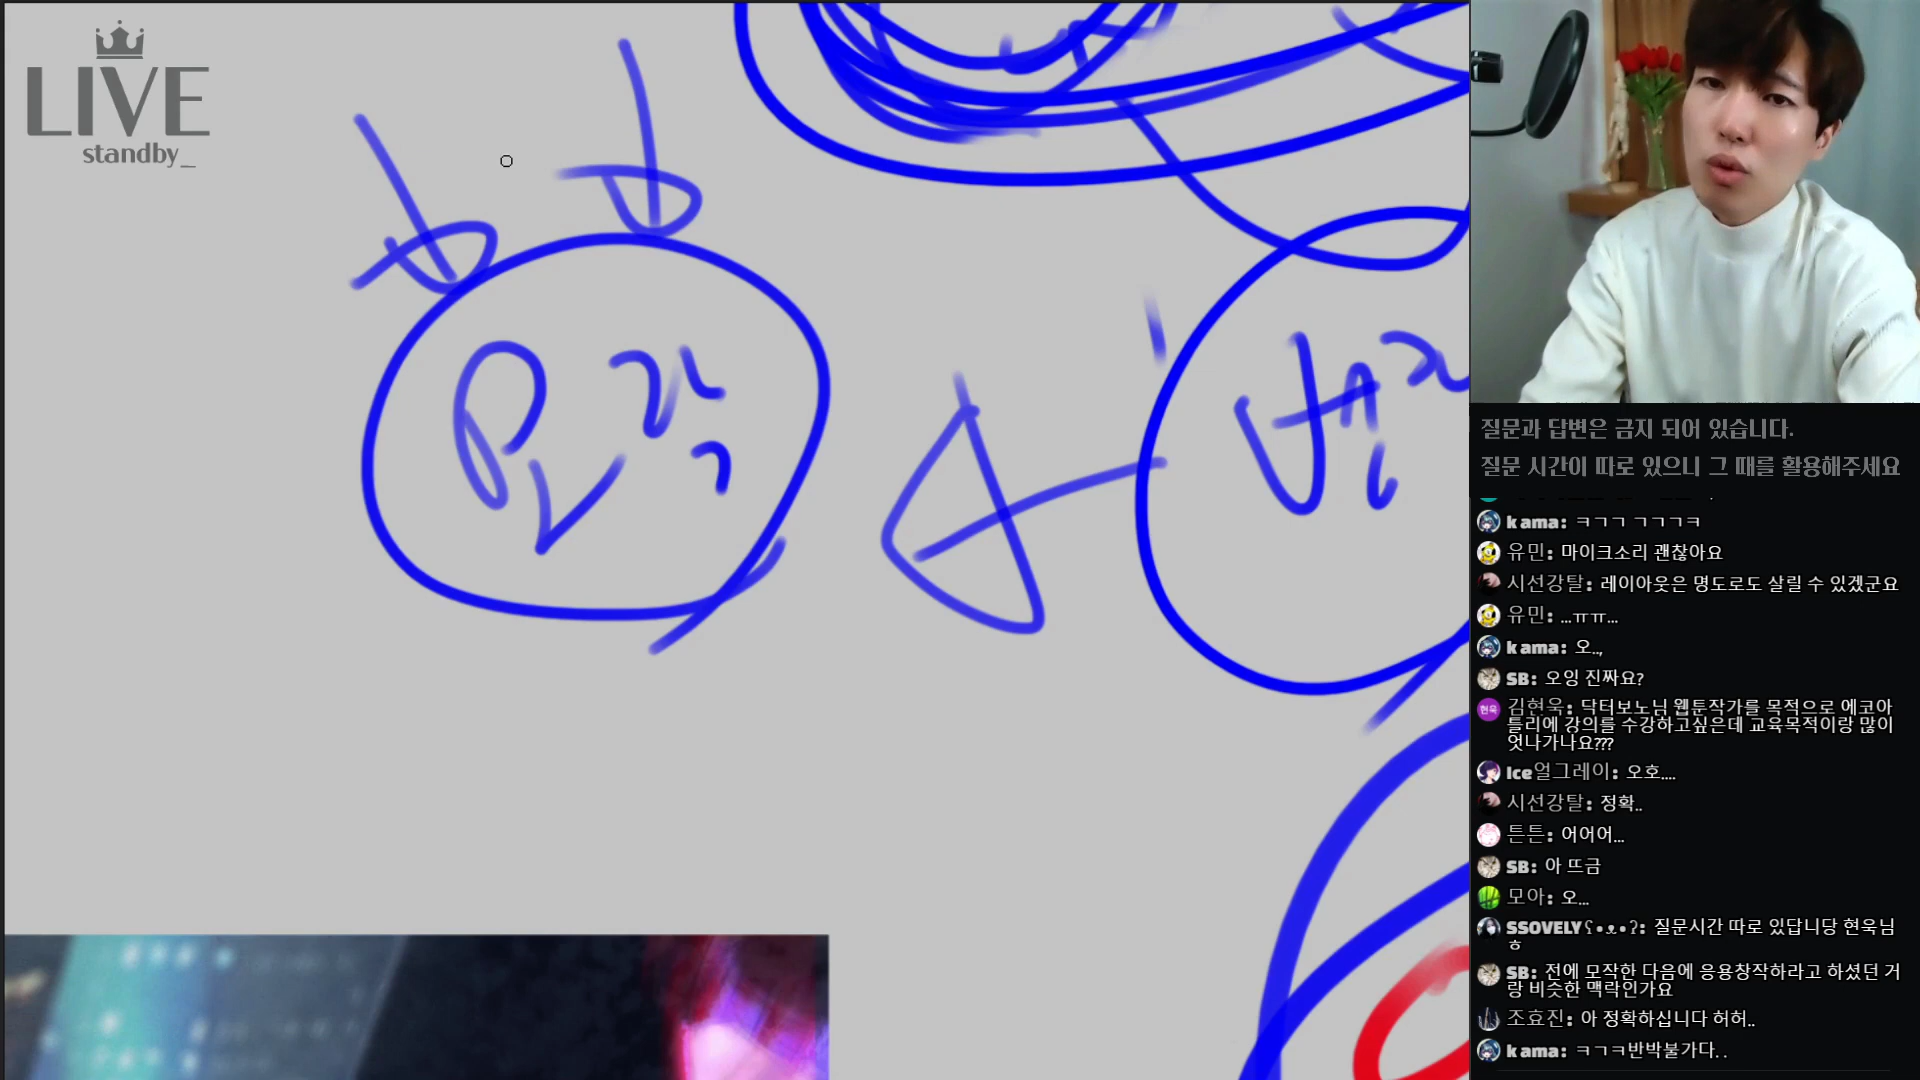 LIVE
standby_
질문과 답변은 금지 되어 있습니다.
질문 시간이 따로 있으니 그 때를 활용해주세요
kama: ㅋㄱㄱ ㄱㄱㄱㅋ
유민: 마이크소리 괜찮아요
시선강탈: 레이아웃은 명도로도 살릴 수 있겠군요
유민: ...ㅠㅠ...
kama: 오..,
SB: 오잉 진짜요?
김현욱: 닥터보노님 웹툰작가를 목적으로 에코아
틀리에 강의를 수강하고싶은데 교육목적이랑 많이
엇나가나요???
Ice얼그레이: 오호....
시선강탈: 정확..
튼튼: 어어어...
SB: 아 뜨금
모아: 오...
SSOVELYʕ•ᴥ•ʔ: 질문시간 따로 있답니당 현욱님
ㅎ
SB: 전에 모작한 다음에 응용창작하라고 하셨던 거
랑 비슷한 맥락인가요
조효진: 아 정확하십니다 허허..
kama: ㅋㄱㅋ반박불가다. .